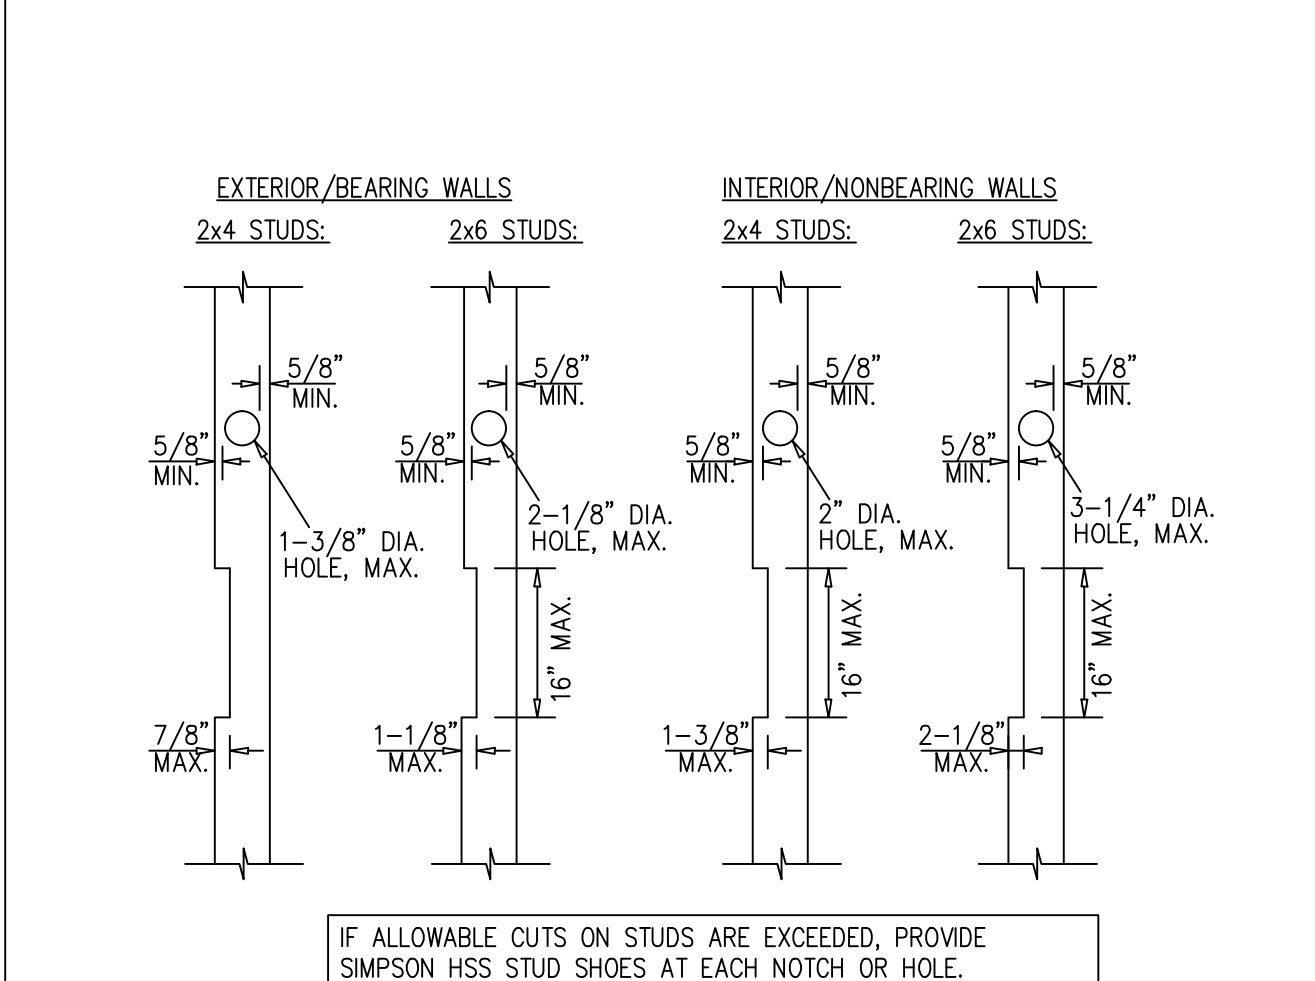 EXTERIOR/BEARING WALLS
2x4 STUDS:
2x6 STUDS:
5/8"
MIN.
5/8"
MIN.
5/8"
MIN.
5/8"
MIN.
1-3/8" DIA.
HOLE, MAX.
2-1/8" DIA.
HOLE, MAX.
16" MAX.
7/8"
MAX.
1-1/8"
MAX.
INTERIOR/NONBEARING WALLS
2x4 STUDS:
2x6 STUDS:
5/8"
MIN.
5/8"
MIN.
5/8"
MIN.
5/8"
MIN.
2" DIA.
HOLE, MAX.
3-1/4" DIA.
HOLE, MAX.
16" MAX.
16" MAX.
1-3/8"
MAX.
2-1/8"
MAX.
IF ALLOWABLE CUTS ON STUDS ARE EXCEEDED, PROVIDE
SIMPSON HSS STUD SHOES AT EACH NOTCH OR HOLE.